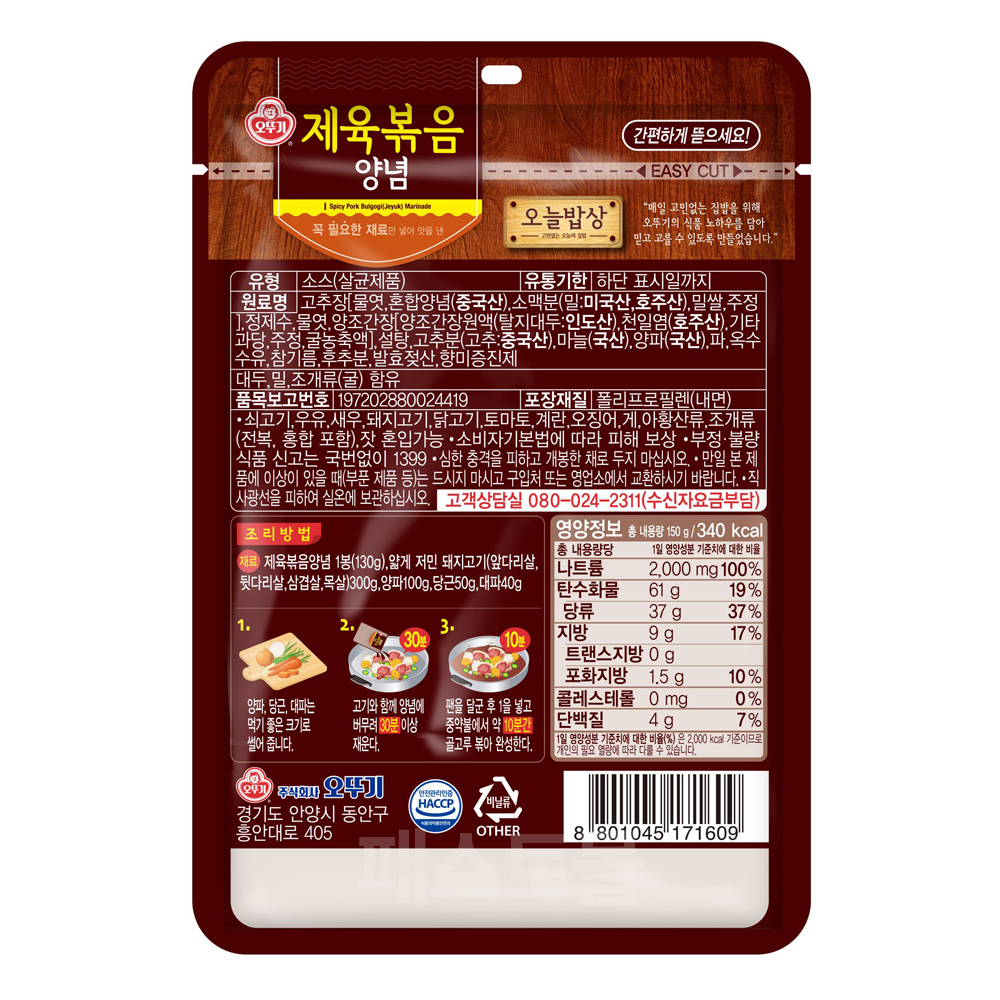 오뚜기
제육볶음
양념
Spicy Pork Bulgogi(Jeyuk) Marinade
꼭 필요한 재료만 넣어 맛을 낸
간편하게 뜯으세요!
EASY CUT
오늘밥상
고민없는 오늘의 집밥
"매일 고민없는 집밥을 위해
오뚜기의 식품 노하우를 담아
믿고 고를 수 있도록 만들었습니다."
유형 소스(살균제품) 유통기한 하단 표시일까지
원료명 고추장[물엿,혼합양념(중국산),소맥분(밀:미국산,호주산),밀쌀,주정
],정제수,물엿,양조간장[양조간장원액(탈지대두:인도산),천일염(호주산),기타
과당,주정,굴농축액],설탕,고추분(고추:중국산),마늘(국산),양파(국산),파,옥수
수유,참기름,후추분,발효젖산,향미증진제
대두,밀,조개류(굴) 함유
품목보고번호 197202880024419 포장재질 폴리프로필렌(내면)
•쇠고기,우유,새우,돼지고기,닭고기,토마토,계란,오징어,게,아황산류,조개류
(전복, 홍합 포함),잣 혼입가능 •소비자기본법에 따라 피해 보상 •부정·불량
식품 신고는 국번없이 1399 •심한 충격을 피하고 개봉한 채로 두지 마십시오. •만일 본 제
품에 이상이 있을 때(부푼 제품 등)는 드시지 마시고 구입처 또는 영업소에서 교환하시기 바랍니다. •직
사광선을 피하여 실온에 보관하십시오. 고객상담실 080-024-2311(수신자요금부담)
조리방법
재료 제육볶음양념 1봉(130g),얇게 저민 돼지고기(앞다리살,
뒷다리살,삼겹살,목살)300g,양파100g,당근50g,대파40g
1.
양파, 당근, 대파는
먹기 좋은 크기로
썰어 줍니다.
2.
30분
고기와 함께 양념에
버무려 30분 이상
재운다.
3.
10분
팬을 달군 후 1을 넣고
중약불에서 약 10분간
골고루 볶아 완성한다.
영양정보 총 내용량 150 g/340 kcal
총 내용량당 1일 영양성분 기준치에 대한 비율
나트륨 2,000 mg 100%
탄수화물 61 g 19%
당류 37 g 37%
지방 9 g 17%
트랜스지방 0 g
포화지방 1.5 g 10%
콜레스테롤 0 mg 0%
단백질 4 g 7%
1일 영양성분 기준치에 대한 비율(%)은 2,000 kcal 기준이므로
개인의 필요 열량에 따라 다를 수 있습니다.
오뚜기 주식회사 오뚜기
경기도 안양시 동안구
흥안대로 405
안전관리인증
HACCP
식품의약품안전처
비닐류
OTHER
8 801045 171609
패스트몰